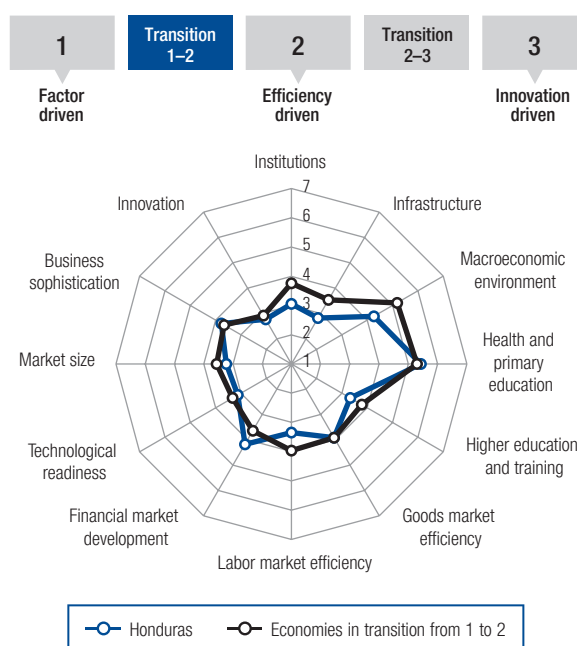 1
Transition
1–2
2
Transition
2–3
3
Factor
driven
Efficiency
driven
Innovation
driven
Institutions
Infrastructure
Macroeconomic
environment
Health and
primary
education
Higher education
and training
Goods market
efficiency
Labor market efficiency
Financial market
development
Technological
readiness
Market size
Business
sophistication
Innovation
7
6
5
4
3
2
1
Honduras
Economies in transition from 1 to 2